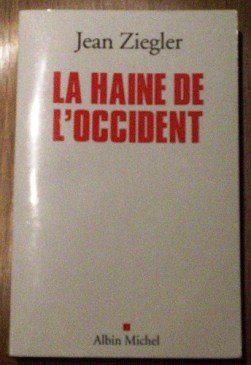 Jean Ziegler
LA HAINE DE
L'OCCIDENT
Albin Michel